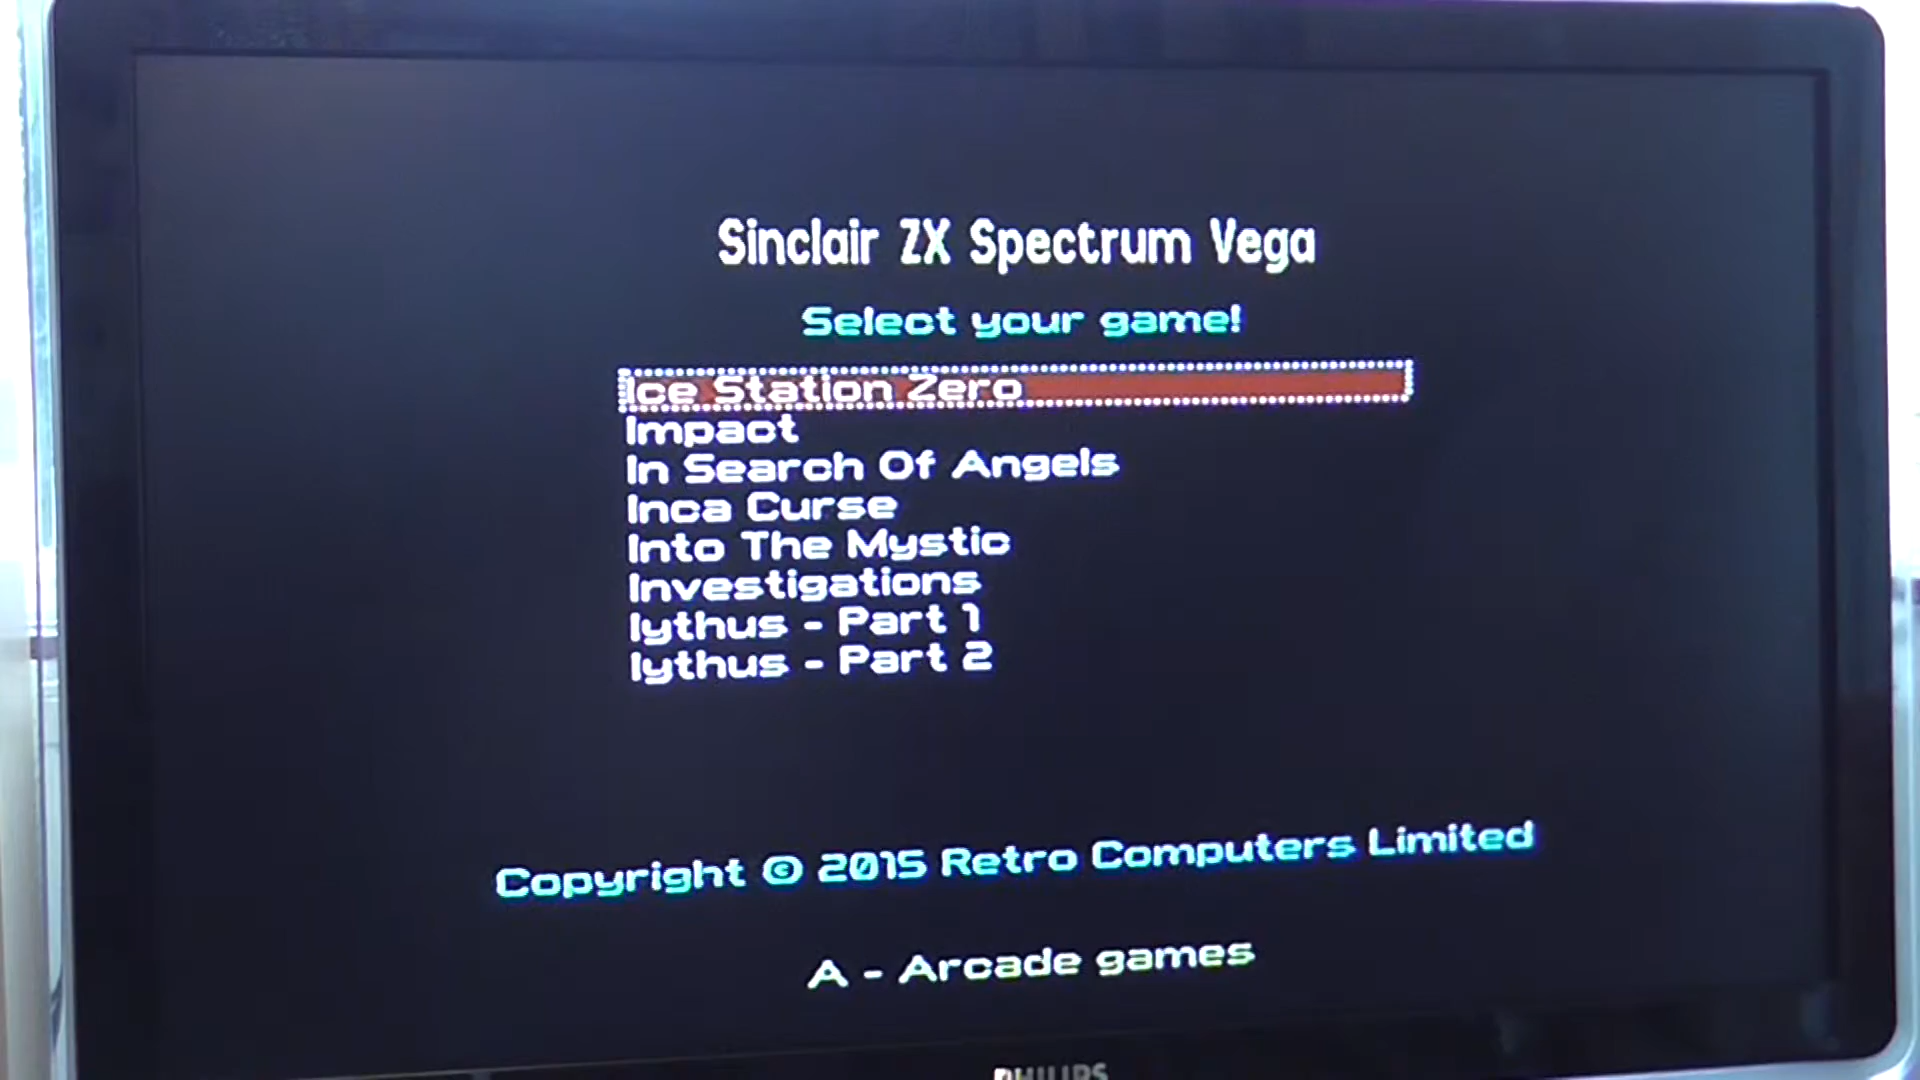 Sinclair ZX Spectrum Vega
Select your game!
Ice Station Zero
Impact
In Search Of Angels
Inca Curse
Into The Mystic
Investigations
Iythus - Part 1
Iythus - Part 2
Copyright © 2015 Retro Computers Limited
A - Arcade games
PHILIPS